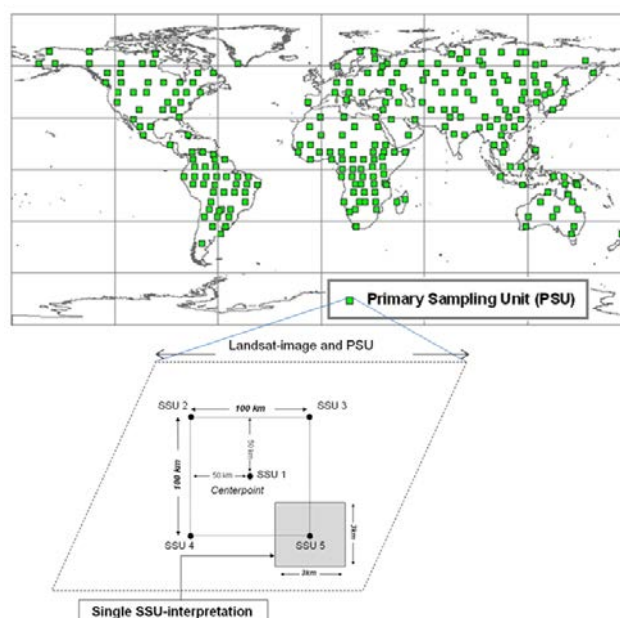 Primary Sampling Unit (PSU)
Landsat-image and PSU
SSU 2
100 km
SSU 3
50 km
100 km
50 km
SSU 1
Centerpoint
SSU 4
SSU 5
3km
3km
Single SSU-interpretation